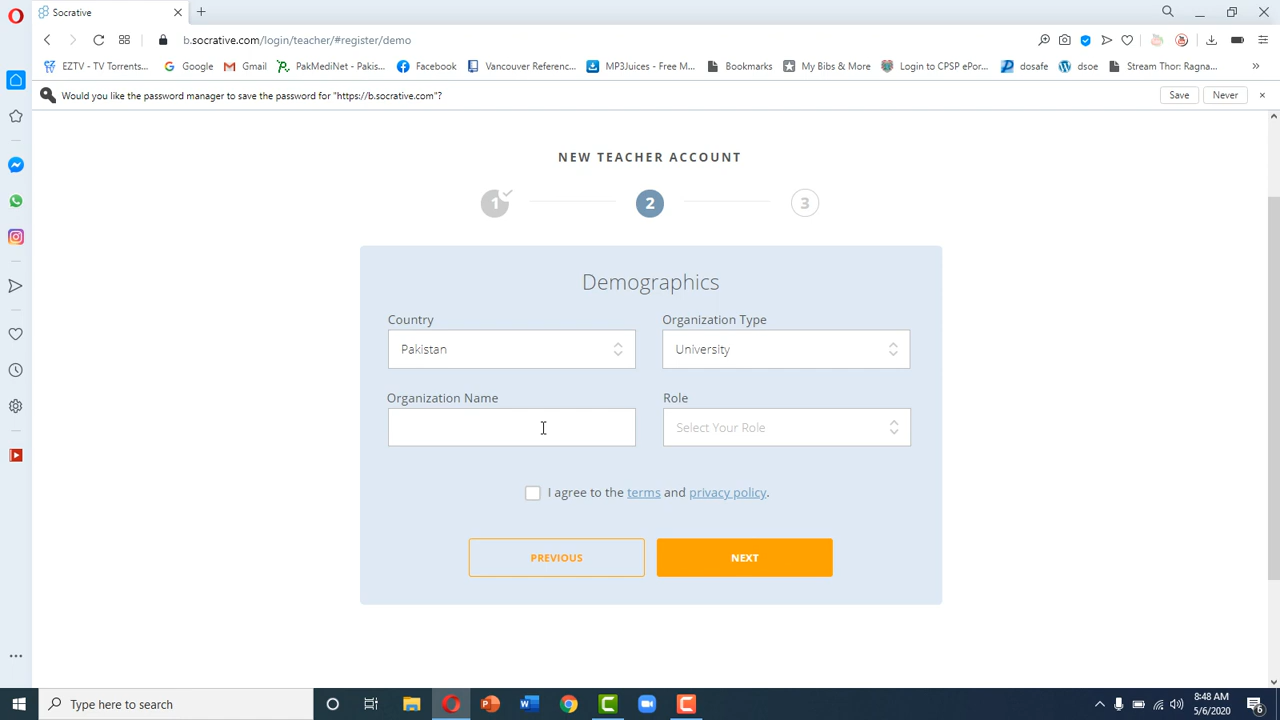 Socrative
b.socrative.com/login/teacher/#register/demo
EZTV - TV Torrents...
Google
Gmail
PakMediNet - Pakis...
Facebook
Vancouver Referenc...
MP3Juices - Free M...
Bookmarks
My Bibs & More
Login to CPSP ePor...
dosafe
dsoe
Stream Thor: Ragna...
Would you like the password manager to save the password for "https://b.socrative.com"?
Save
Never
NEW TEACHER ACCOUNT
1
2
3
Demographics
Country
Organization Type
Pakistan
University
Organization Name
Role
Select Your Role
I agree to the terms and privacy policy.
PREVIOUS
NEXT
Type here to search
8:48 AM
5/6/2020
6